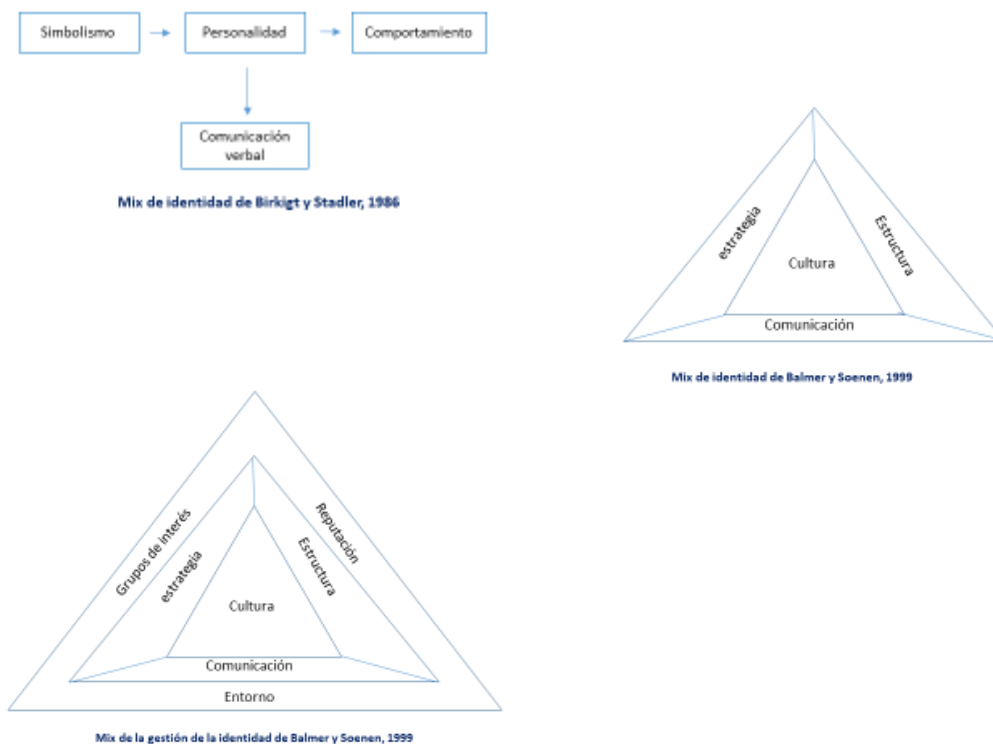 Simbolismo
Personalidad
Comportamiento
Comunicación
verbal
Mix de identidad de Birkigt y Stadler, 1986
estrategia
Estructura
Cultura
Comunicación
Mix de identidad de Balmer y Soenen, 1999
Grupos de interés
Reputación
estrategia
Estructura
Cultura
Comunicación
Entorno
Mix de la gestión de la identidad de Balmer y Soenen, 1999